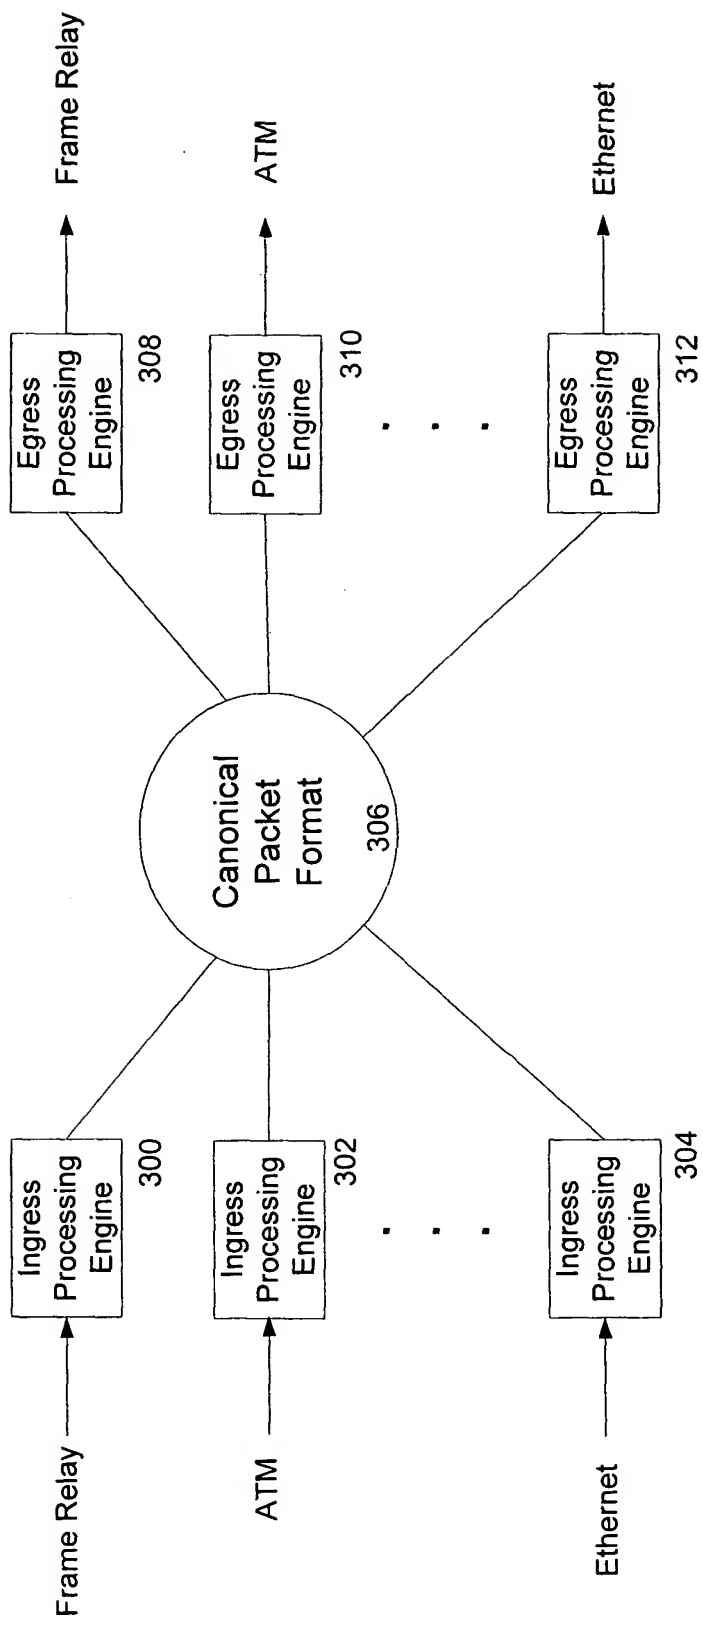 Frame Relay
Ingress
Processing
Engine
300
ATM
Ingress
Processing
Engine
302
Ethernet
Ingress
Processing
Engine
304
Canonical
Packet
Format
306
Egress
Processing
Engine
308
Frame Relay
Egress
Processing
Engine
310
ATM
Egress
Processing
Engine
312
Ethernet